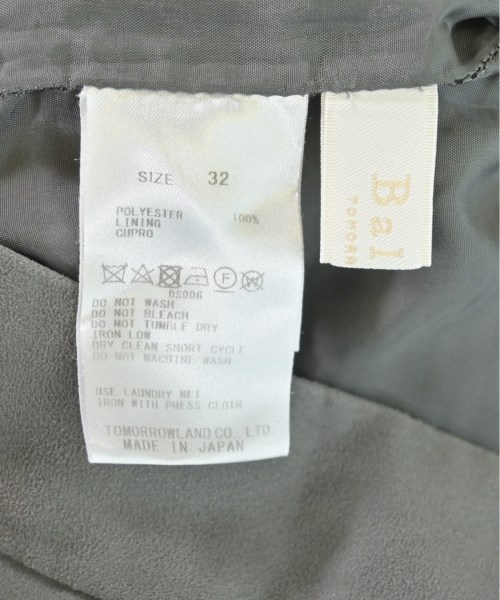 SIZE 32
POLYESTER 100%
LINING
CUPRO
DS006
DO NOT WASH
DO NOT BLEACH
DO NOT TUMBLE DRY
IRON LOW
DRY CLEAN SHORT CYCLE
DO NOT MACHINE WASH
USE LAUNDRY NET
IRON WITH PRESS CLOTH
TOMORROWLAND CO., LTD.
MADE IN JAPAN
Bal
TOMORR